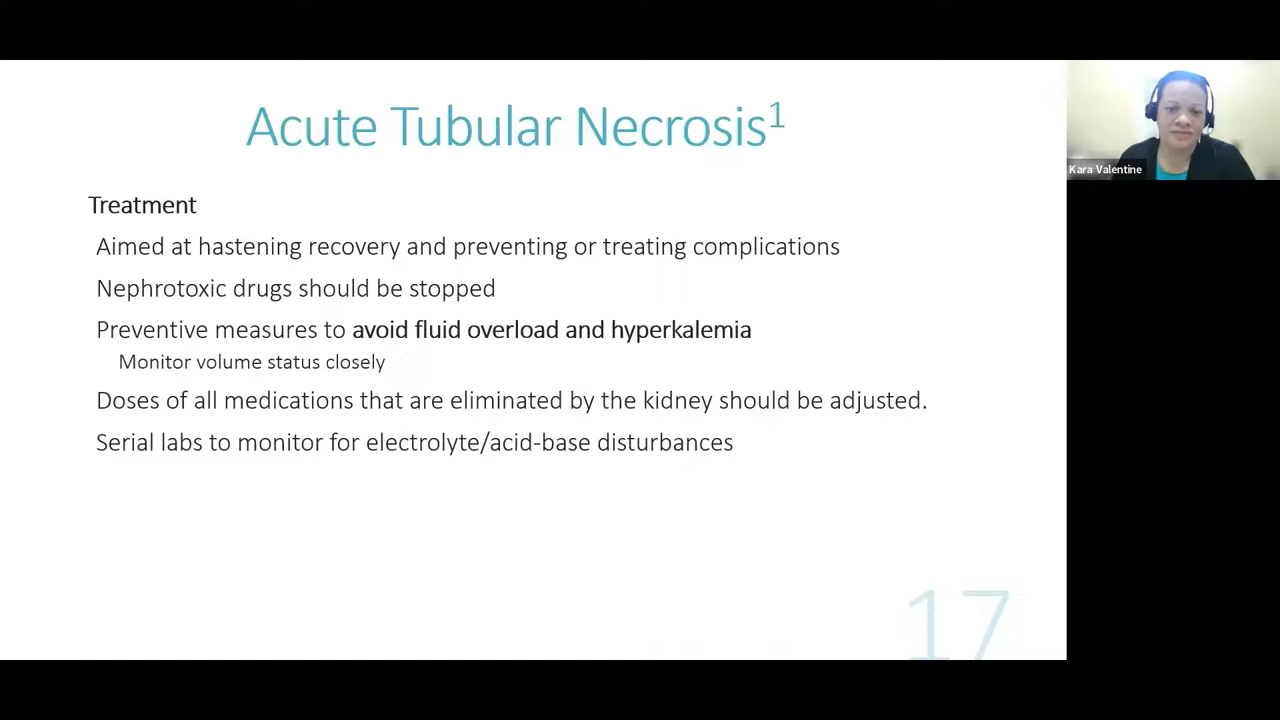 Acute Tubular Necrosis¹
Kara Valentine
Treatment
Aimed at hastening recovery and preventing or treating complications
Nephrotoxic drugs should be stopped
Preventive measures to avoid fluid overload and hyperkalemia
Monitor volume status closely
Doses of all medications that are eliminated by the kidney should be adjusted.
Serial labs to monitor for electrolyte/acid-base disturbances
17